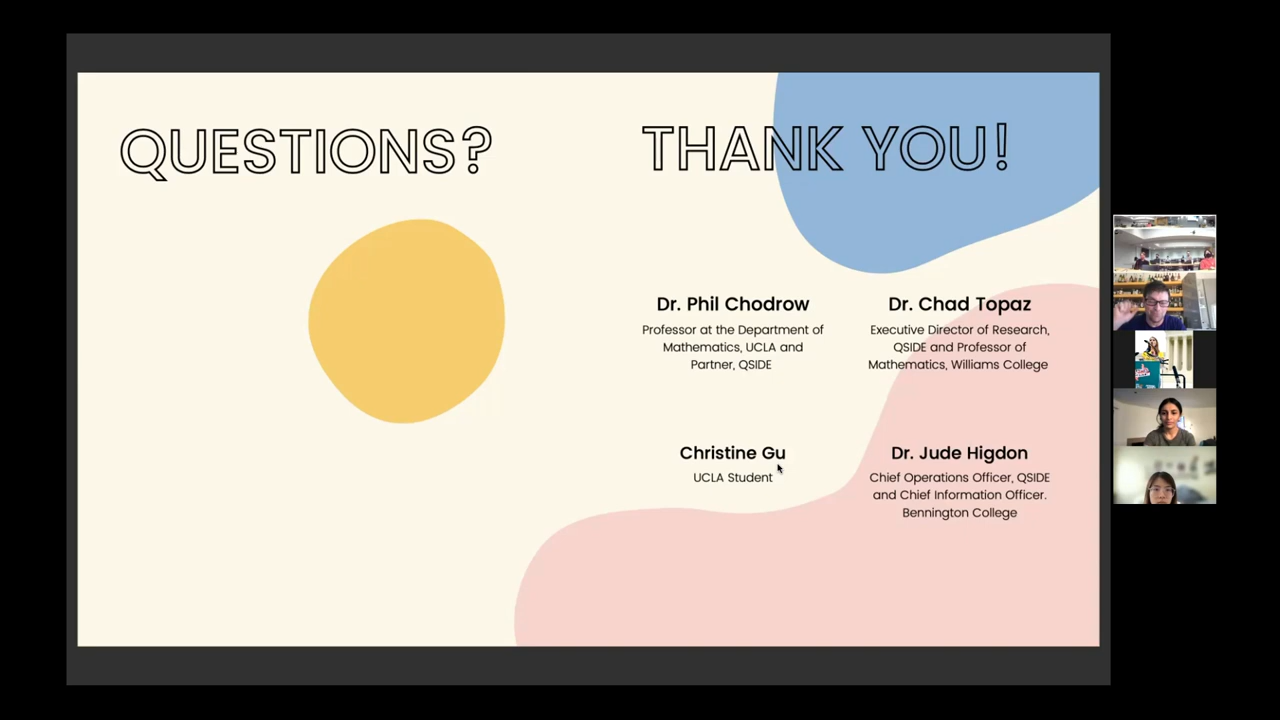 QUESTIONS?
THANK YOU!
Dr. Phil Chodrow
Professor at the Department of
Mathematics, UCLA and
Partner, QSIDE
Dr. Chad Topaz
Executive Director of Research,
QSIDE and Professor of
Mathematics, Williams College
Christine Gu
UCLA Student
Dr. Jude Higdon
Chief Operations Officer, QSIDE
and Chief Information Officer.
Bennington College